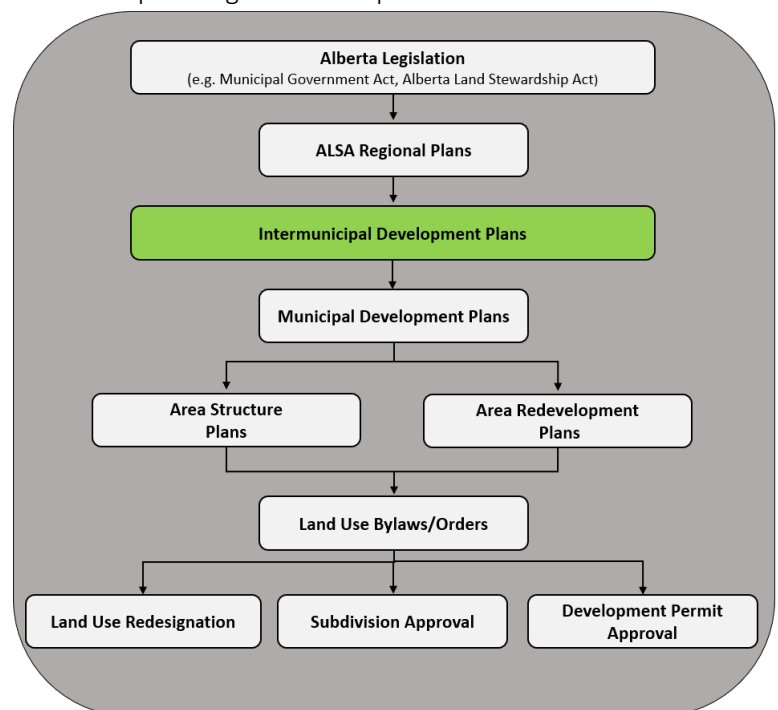 Alberta Legislation
(e.g. Municipal Government Act, Alberta Land Stewardship Act)
ALSA Regional Plans
Intermunicipal Development Plans
Municipal Development Plans
Area Structure
Plans
Area Redevelopment
Plans
Land Use Bylaws/Orders
Land Use Redesignation
Subdivision Approval
Development Permit
Approval